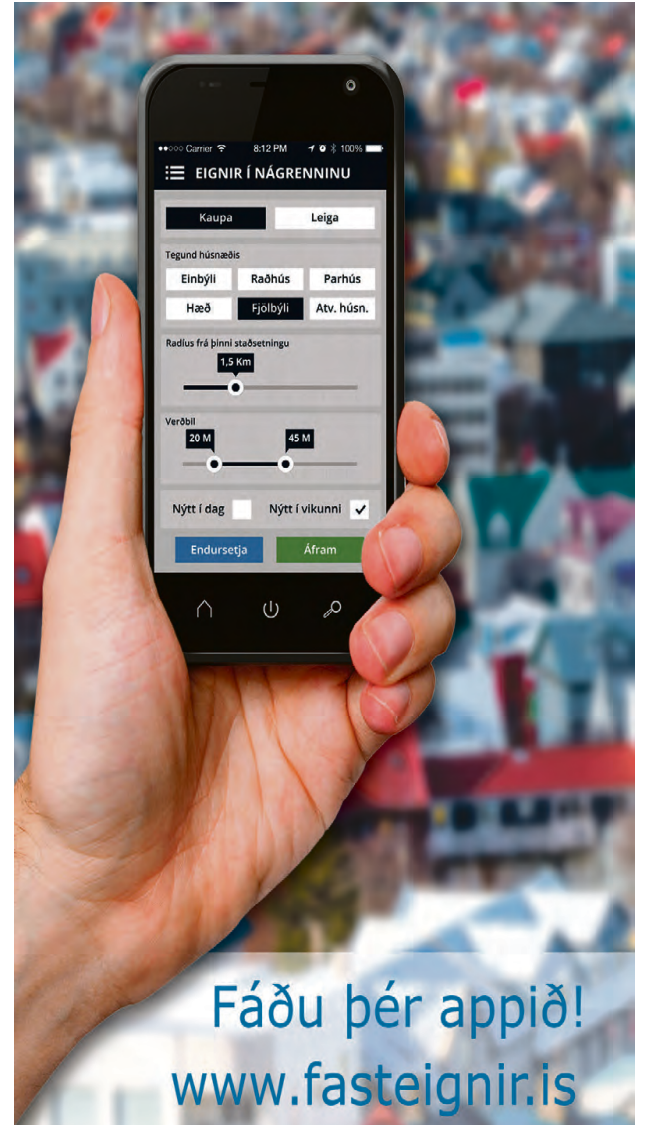 Carrier 8:12 PM 100%
EIGNIR Í NÁGRENNINU
Kaupa Leiga
Tegund húsnæðis
Einbýli Raðhús Parhús
Hæð Fjölbýli Atv. húsn.
Radíus frá þinni staðsetningu
1,5 Km
Verðbil
20 M 45 M
Nýtt í dag Nýtt í vikunni
Endursetja Áfram
Fáðu þér appið!
www.fasteignir.is